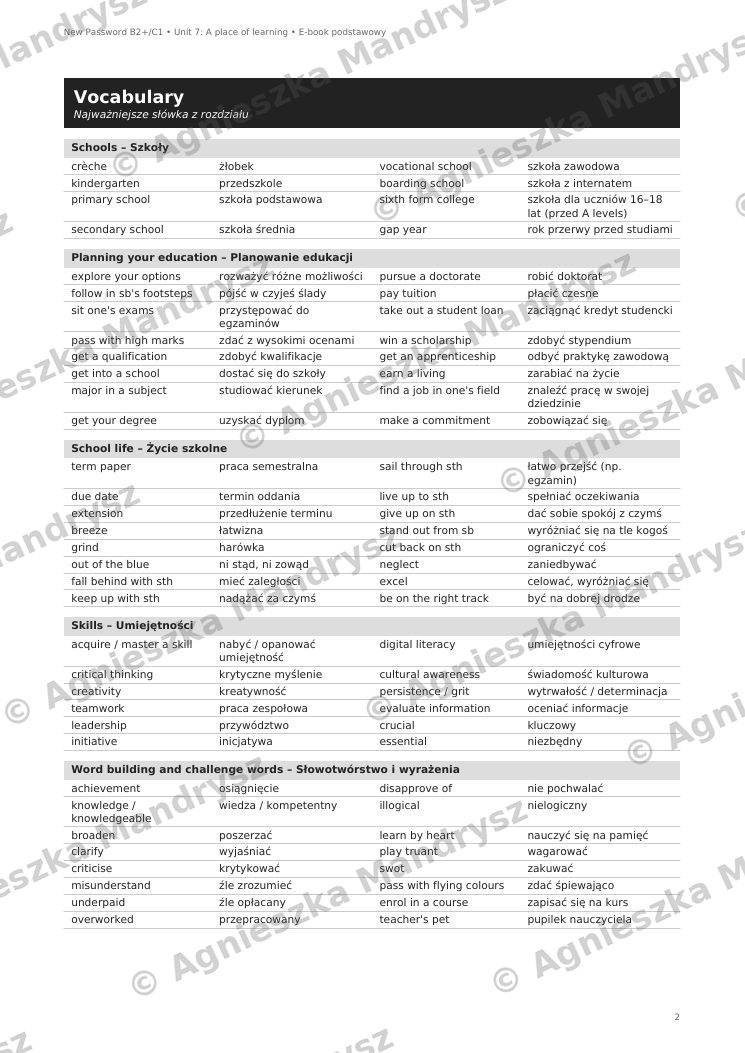 New Password B2+/C1 • Unit 7: A place of learning • E-book podstawowy
Vocabulary
Najważniejsze słówka z rozdziału
Schools – Szkoły
crèche żłobek vocational school szkoła zawodowa
kindergarten przedszkole boarding school szkoła z internatem
primary school szkoła podstawowa sixth form college szkoła dla uczniów 16–18
lat (przed A levels)
secondary school szkoła średnia gap year rok przerwy przed studiami
Planning your education – Planowanie edukacji
explore your options rozważyć różne możliwości pursue a doctorate robić doktorat
follow in sb's footsteps pójść w czyjeś ślady pay tuition płacić czesne
sit one's exams przystępować do take out a student loan zaciągnąć kredyt studencki
egzaminów
pass with high marks zdać z wysokimi ocenami win a scholarship zdobyć stypendium
get a qualification zdobyć kwalifikacje get an apprenticeship odbyć praktykę zawodową
get into a school dostać się do szkoły earn a living zarabiać na życie
major in a subject studiować kierunek find a job in one's field znaleźć pracę w swojej
dziedzinie
get your degree uzyskać dyplom make a commitment zobowiązać się
School life – Życie szkolne
term paper praca semestralna sail through sth łatwo przejść (np.
egzamin)
due date termin oddania live up to sth spełniać oczekiwania
extension przedłużenie terminu give up on sth dać sobie spokój z czymś
breeze łatwizna stand out from sb wyróżniać się na tle kogoś
grind harówka cut back on sth ograniczyć coś
out of the blue ni stąd, ni zowąd neglect zaniedbywać
fall behind with sth mieć zaległości excel celować, wyróżniać się
keep up with sth nadążać za czymś be on the right track być na dobrej drodze
Skills – Umiejętności
acquire / master a skill nabyć / opanować digital literacy umiejętności cyfrowe
umiejętność
critical thinking krytyczne myślenie cultural awareness świadomość kulturowa
creativity kreatywność persistence / grit wytrwałość / determinacja
teamwork praca zespołowa evaluate information oceniać informacje
leadership przywództwo crucial kluczowy
initiative inicjatywa essential niezbędny
Word building and challenge words – Słowotwórstwo i wyrażenia
achievement osiągnięcie disapprove of nie pochwalać
knowledge / wiedza / kompetentny illogical nielogiczny
knowledgeable
broaden poszerzać learn by heart nauczyć się na pamięć
clarify wyjaśniać play truant wagarować
criticise krytykować swot zakuwać
misunderstand źle zrozumieć pass with flying colours zdać śpiewająco
underpaid źle opłacany enrol in a course zapisać się na kurs
overworked przepracowany teacher's pet pupilek nauczyciela
2
© Agnieszka Mandrysz